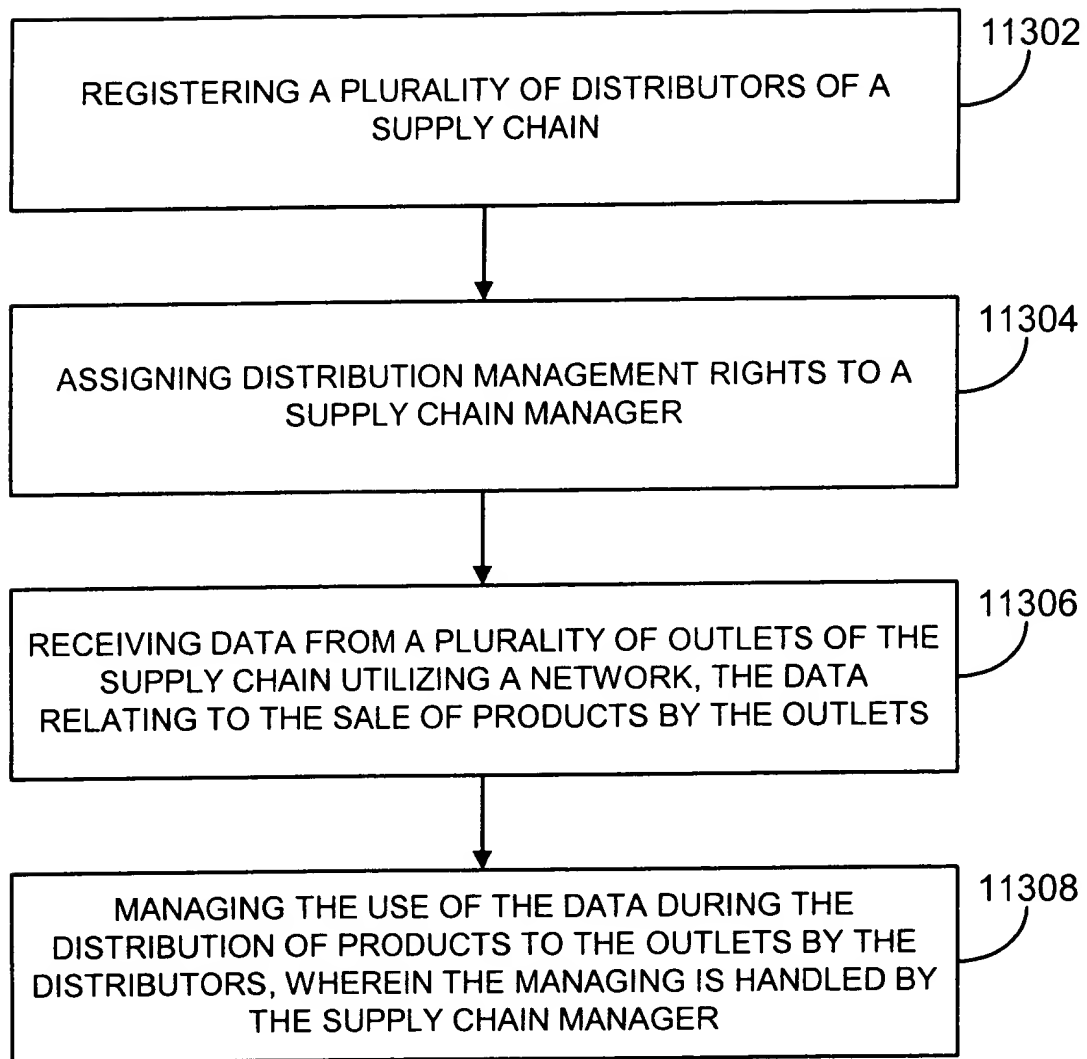 11302
REGISTERING A PLURALITY OF DISTRIBUTORS OF A
SUPPLY CHAIN
11304
ASSIGNING DISTRIBUTION MANAGEMENT RIGHTS TO A
SUPPLY CHAIN MANAGER
11306
RECEIVING DATA FROM A PLURALITY OF OUTLETS OF THE
SUPPLY CHAIN UTILIZING A NETWORK, THE DATA
RELATING TO THE SALE OF PRODUCTS BY THE OUTLETS
11308
MANAGING THE USE OF THE DATA DURING THE
DISTRIBUTION OF PRODUCTS TO THE OUTLETS BY THE
DISTRIBUTORS, WHEREIN THE MANAGING IS HANDLED BY
THE SUPPLY CHAIN MANAGER